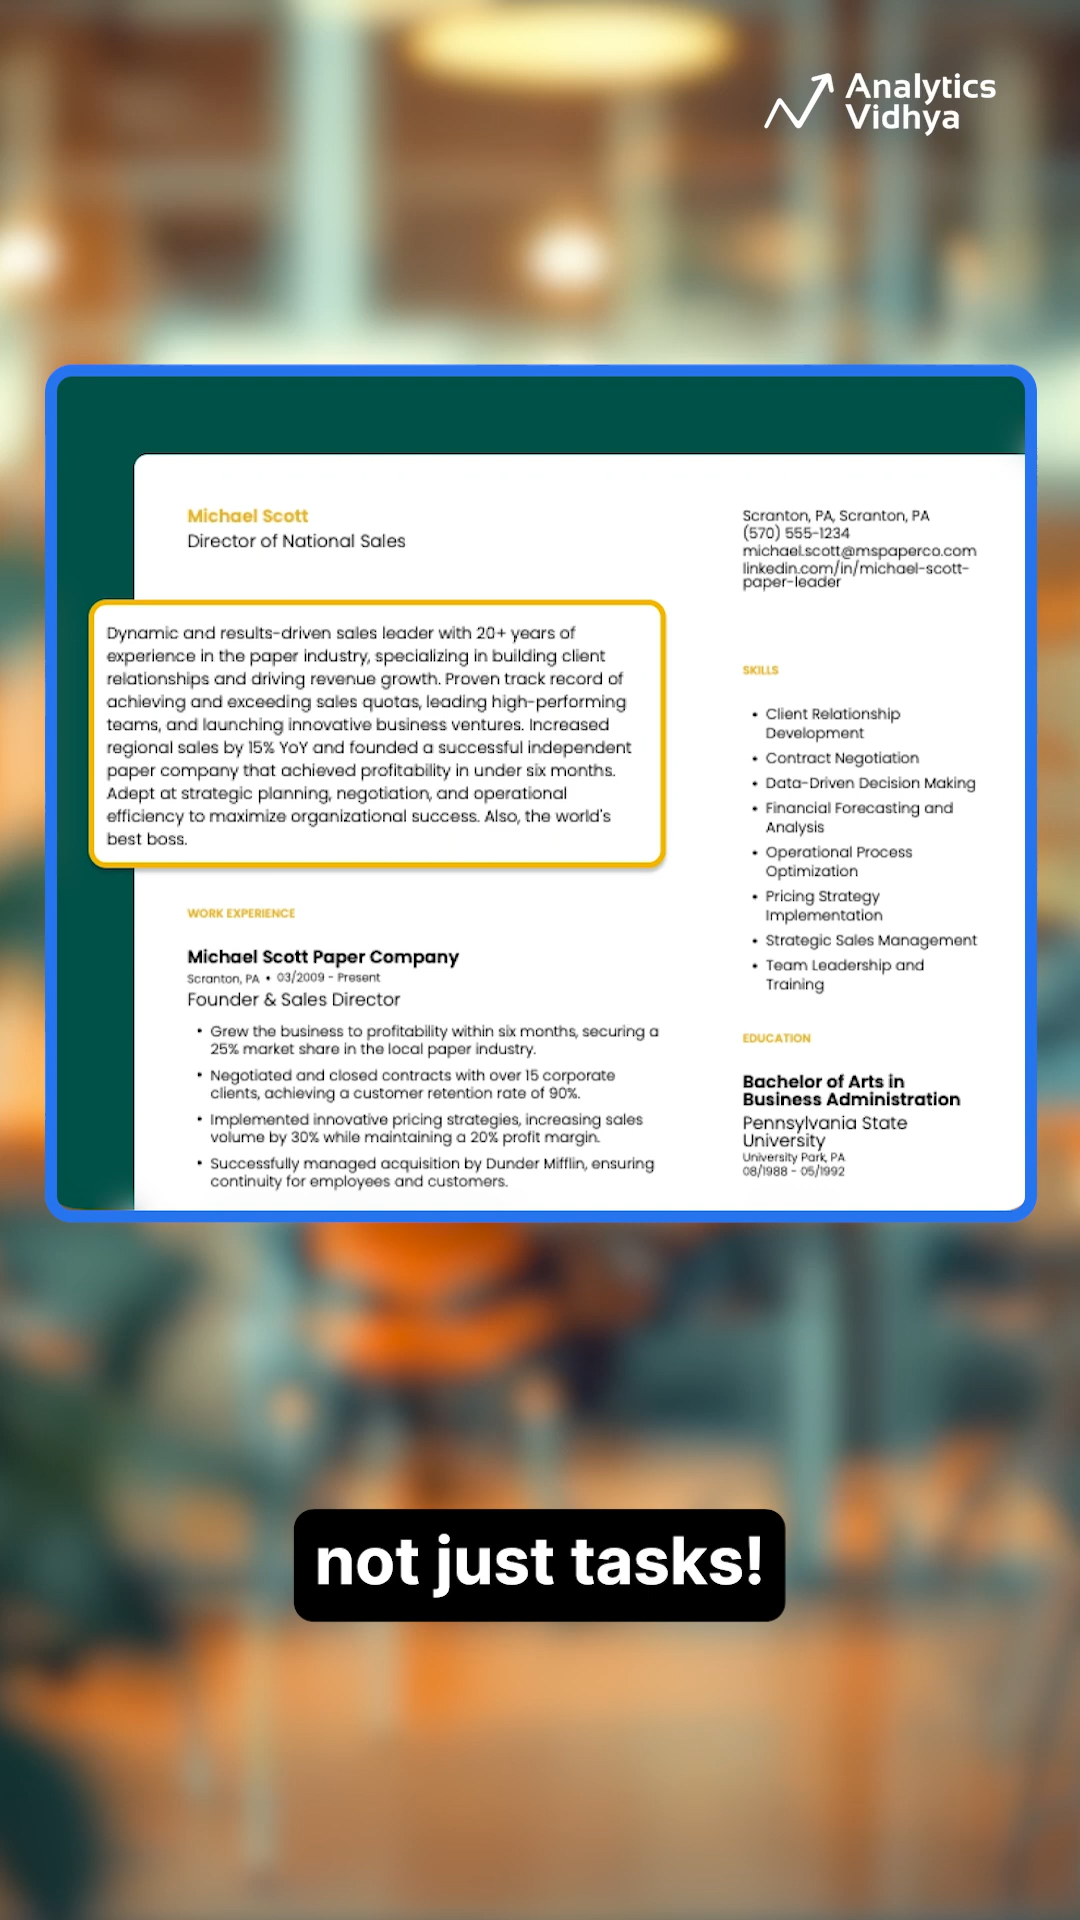 Analytics
Vidhya
Michael Scott
Director of National Sales
Scranton, PA, Scranton, PA
(570) 555-1234
michael.scott@mspaperco.com
linkedin.com/in/michael-scott-
paper-leader
Dynamic and results-driven sales leader with 20+ years of
experience in the paper industry, specializing in building client
relationships and driving revenue growth. Proven track record of
achieving and exceeding sales quotas, leading high-performing
teams, and launching innovative business ventures. Increased
regional sales by 15% YoY and founded a successful independent
paper company that achieved profitability in under six months.
Adept at strategic planning, negotiation, and operational
efficiency to maximize organizational success. Also, the world's
best boss.
WORK EXPERIENCE
Michael Scott Paper Company
Scranton, PA • 03/2009 - Present
Founder & Sales Director
• Grew the business to profitability within six months, securing a
25% market share in the local paper industry.
• Negotiated and closed contracts with over 15 corporate
clients, achieving a customer retention rate of 90%.
• Implemented innovative pricing strategies, increasing sales
volume by 30% while maintaining a 20% profit margin.
• Successfully managed acquisition by Dunder Mifflin, ensuring
continuity for employees and customers.
SKILLS
• Client Relationship
Development
• Contract Negotiation
• Data-Driven Decision Making
• Financial Forecasting and
Analysis
• Operational Process
Optimization
• Pricing Strategy
Implementation
• Strategic Sales Management
• Team Leadership and
Training
EDUCATION
Bachelor of Arts in
Business Administration
Pennsylvania State
University
University Park, PA
08/1988 - 05/1992
not just tasks!